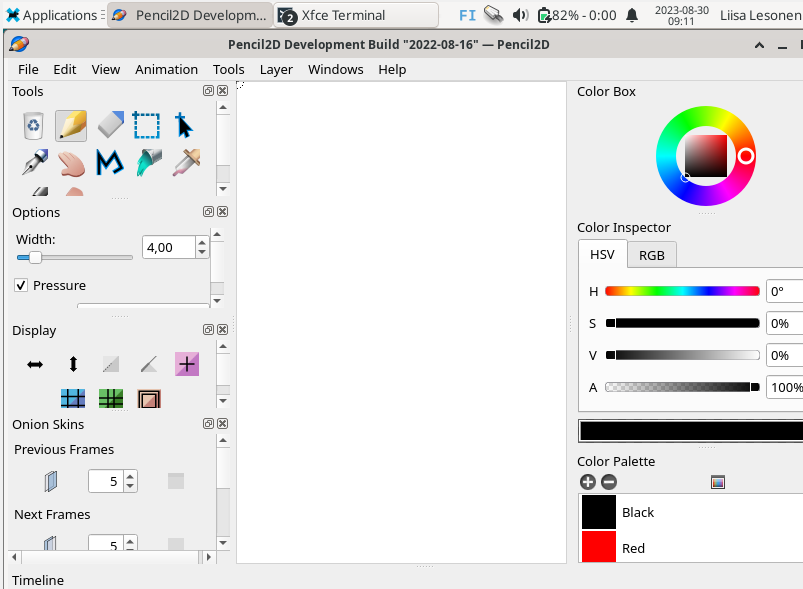 Applications Pencil2D Developm... 2 Xfce Terminal FI 82% - 0:00 2023-08-30 09:11 Liisa Lesonen
Pencil2D Development Build "2022-08-16" — Pencil2D
File Edit View Animation Tools Layer Windows Help
Tools
Options
Width:
4,00
Pressure
Display
Onion Skins
Previous Frames
5
Next Frames
5
Color Box
Color Inspector
HSV RGB
H 0°
S 0%
V 0%
A 100%
Color Palette
Black
Red
Timeline